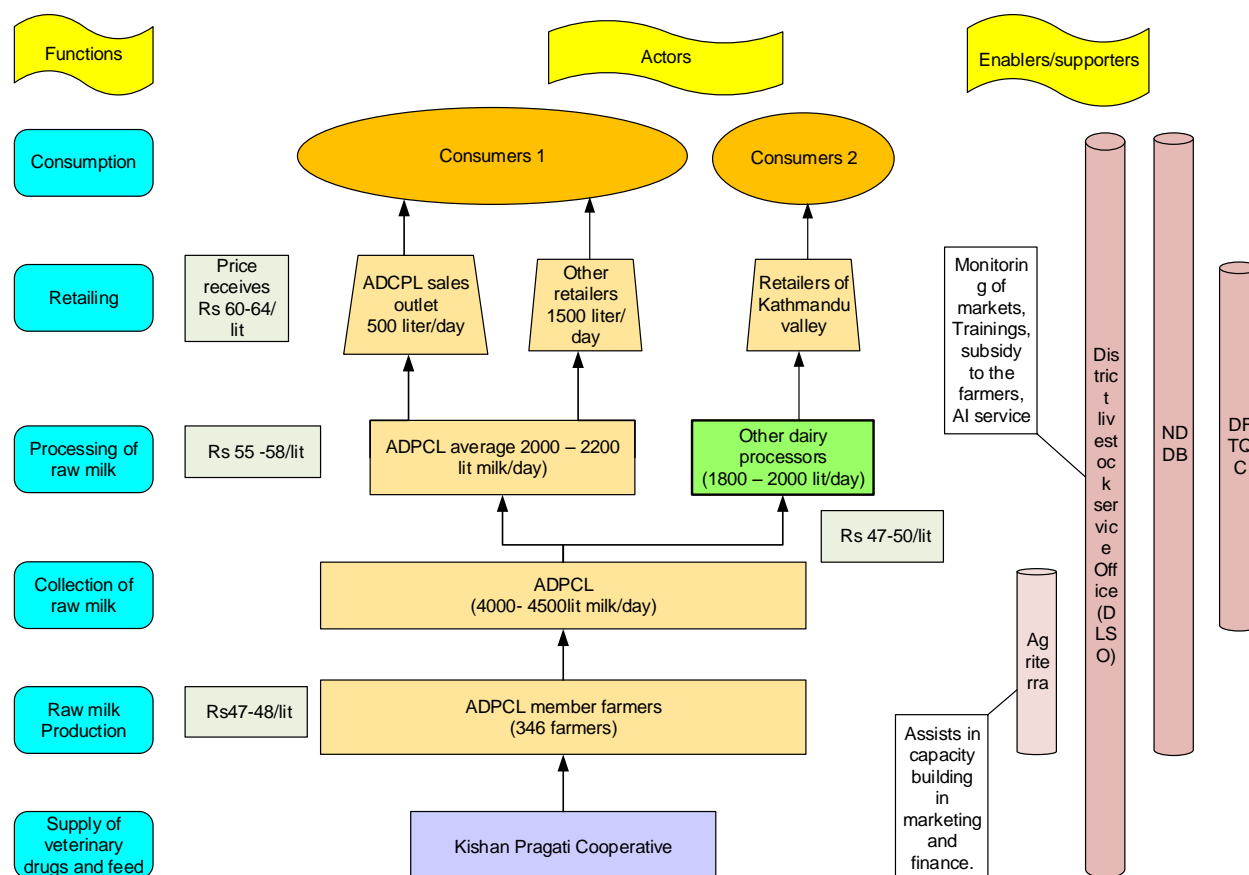 Functions
Actors
Enablers/supporters
Consumption
Consumers 1
Consumers 2
Retailing
Price
receives
Rs 60-64/
lit
ADCPL sales
outlet
500 liter/day
Other
retailers
1500 liter/
day
Retailers of
Kathmandu
valley
Monitorin
g of
markets,
Trainings,
subsidy
to the
farmers,
AI service
Processing of
raw milk
Rs 55 -58/lit
ADPCL average 2000 – 2200
lit milk/day)
Other dairy
processors
(1800 – 2000 lit/day)
Rs 47-50/lit
Collection of
raw milk
ADPCL
(4000- 4500lit milk/day)
Raw milk
Production
Rs47-48/lit
ADPCL member farmers
(346 farmers)
Supply of
veterinary
drugs and feed
Kishan Pragati Cooperative
Ag
rite
rra
Assists in
capacity
building
in
marketing
and
finance.
Dis
tric
t
liv
est
oc
k
ser
vic
e
Off
ice
(D
LS
O)
ND
DB
DF
TQ
C